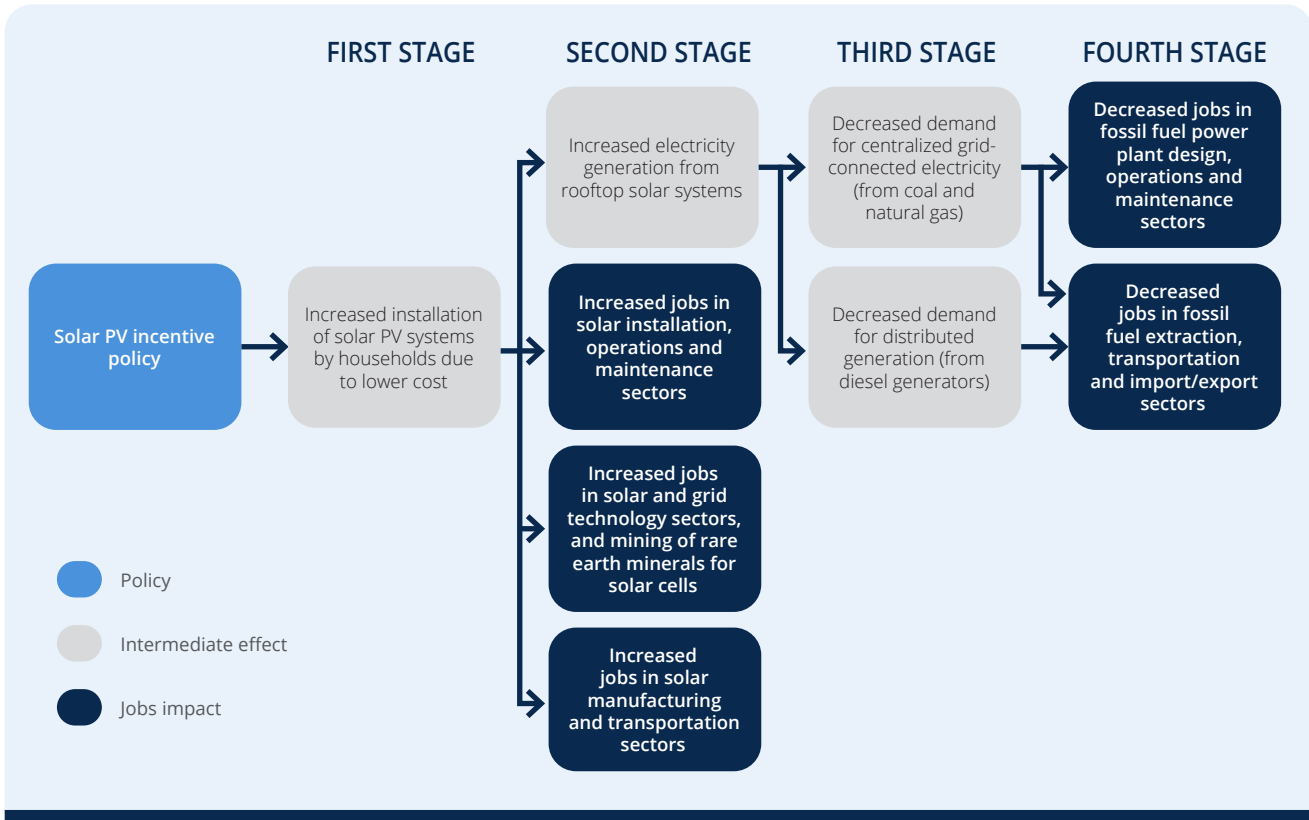 FIRST STAGE
SECOND STAGE
THIRD STAGE
FOURTH STAGE
Solar PV incentive
policy
Increased installation
of solar PV systems
by households due
to lower cost
Increased electricity
generation from
rooftop solar systems
Increased jobs in
solar installation,
operations and
maintenance
sectors
Increased jobs
in solar and grid
technology sectors,
and mining of rare
earth minerals for
solar cells
Increased
jobs in solar
manufacturing
and transportation
sectors
Decreased demand
for centralized grid-
connected electricity
(from coal and
natural gas)
Decreased demand
for distributed
generation (from
diesel generators)
Decreased jobs in
fossil fuel power
plant design,
operations and
maintenance
sectors
Decreased
jobs in fossil
fuel extraction,
transportation
and import/export
sectors
Policy
Intermediate effect
Jobs impact